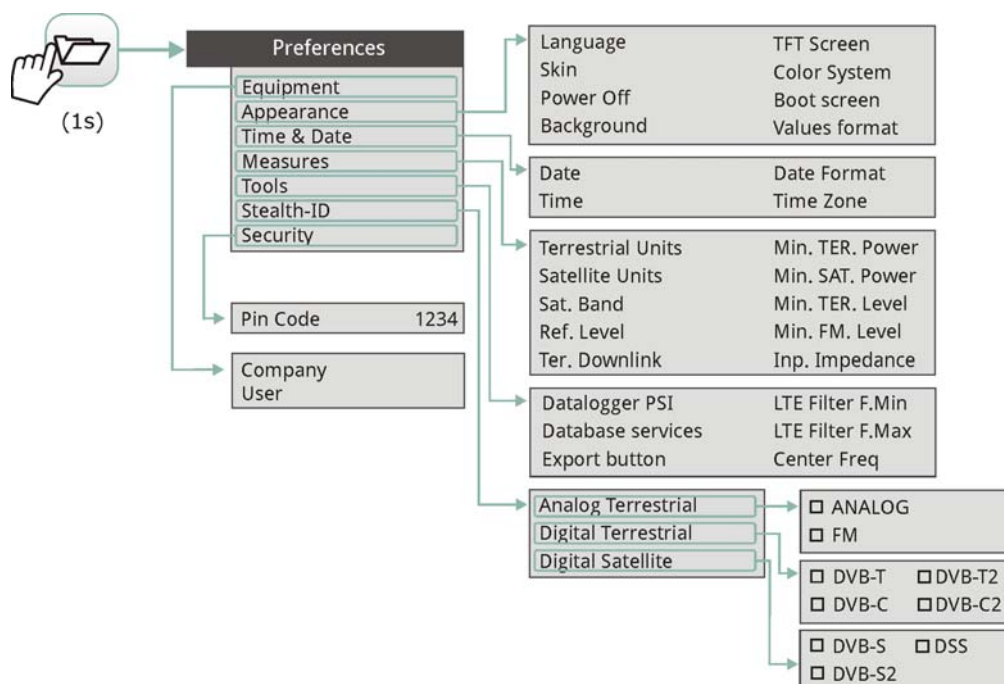 (1s)
Preferences
Equipment
Appearance
Time & Date
Measures
Tools
Stealth-ID
Security
Pin Code 1234
Company
User
Language TFT Screen
Skin Color System
Power Off Boot screen
Background Values format
Date Date Format
Time Time Zone
Terrestrial Units Min. TER. Power
Satellite Units Min. SAT. Power
Sat. Band Min. TER. Level
Ref. Level Min. FM. Level
Ter. Downlink Inp. Impedance
Datalogger PSI LTE Filter F.Min
Database services LTE Filter F.Max
Export button Center Freq
Analog Terrestrial
Digital Terrestrial
Digital Satellite
ANALOG
FM
DVB-T DVB-T2
DVB-C DVB-C2
DVB-S DSS
DVB-S2